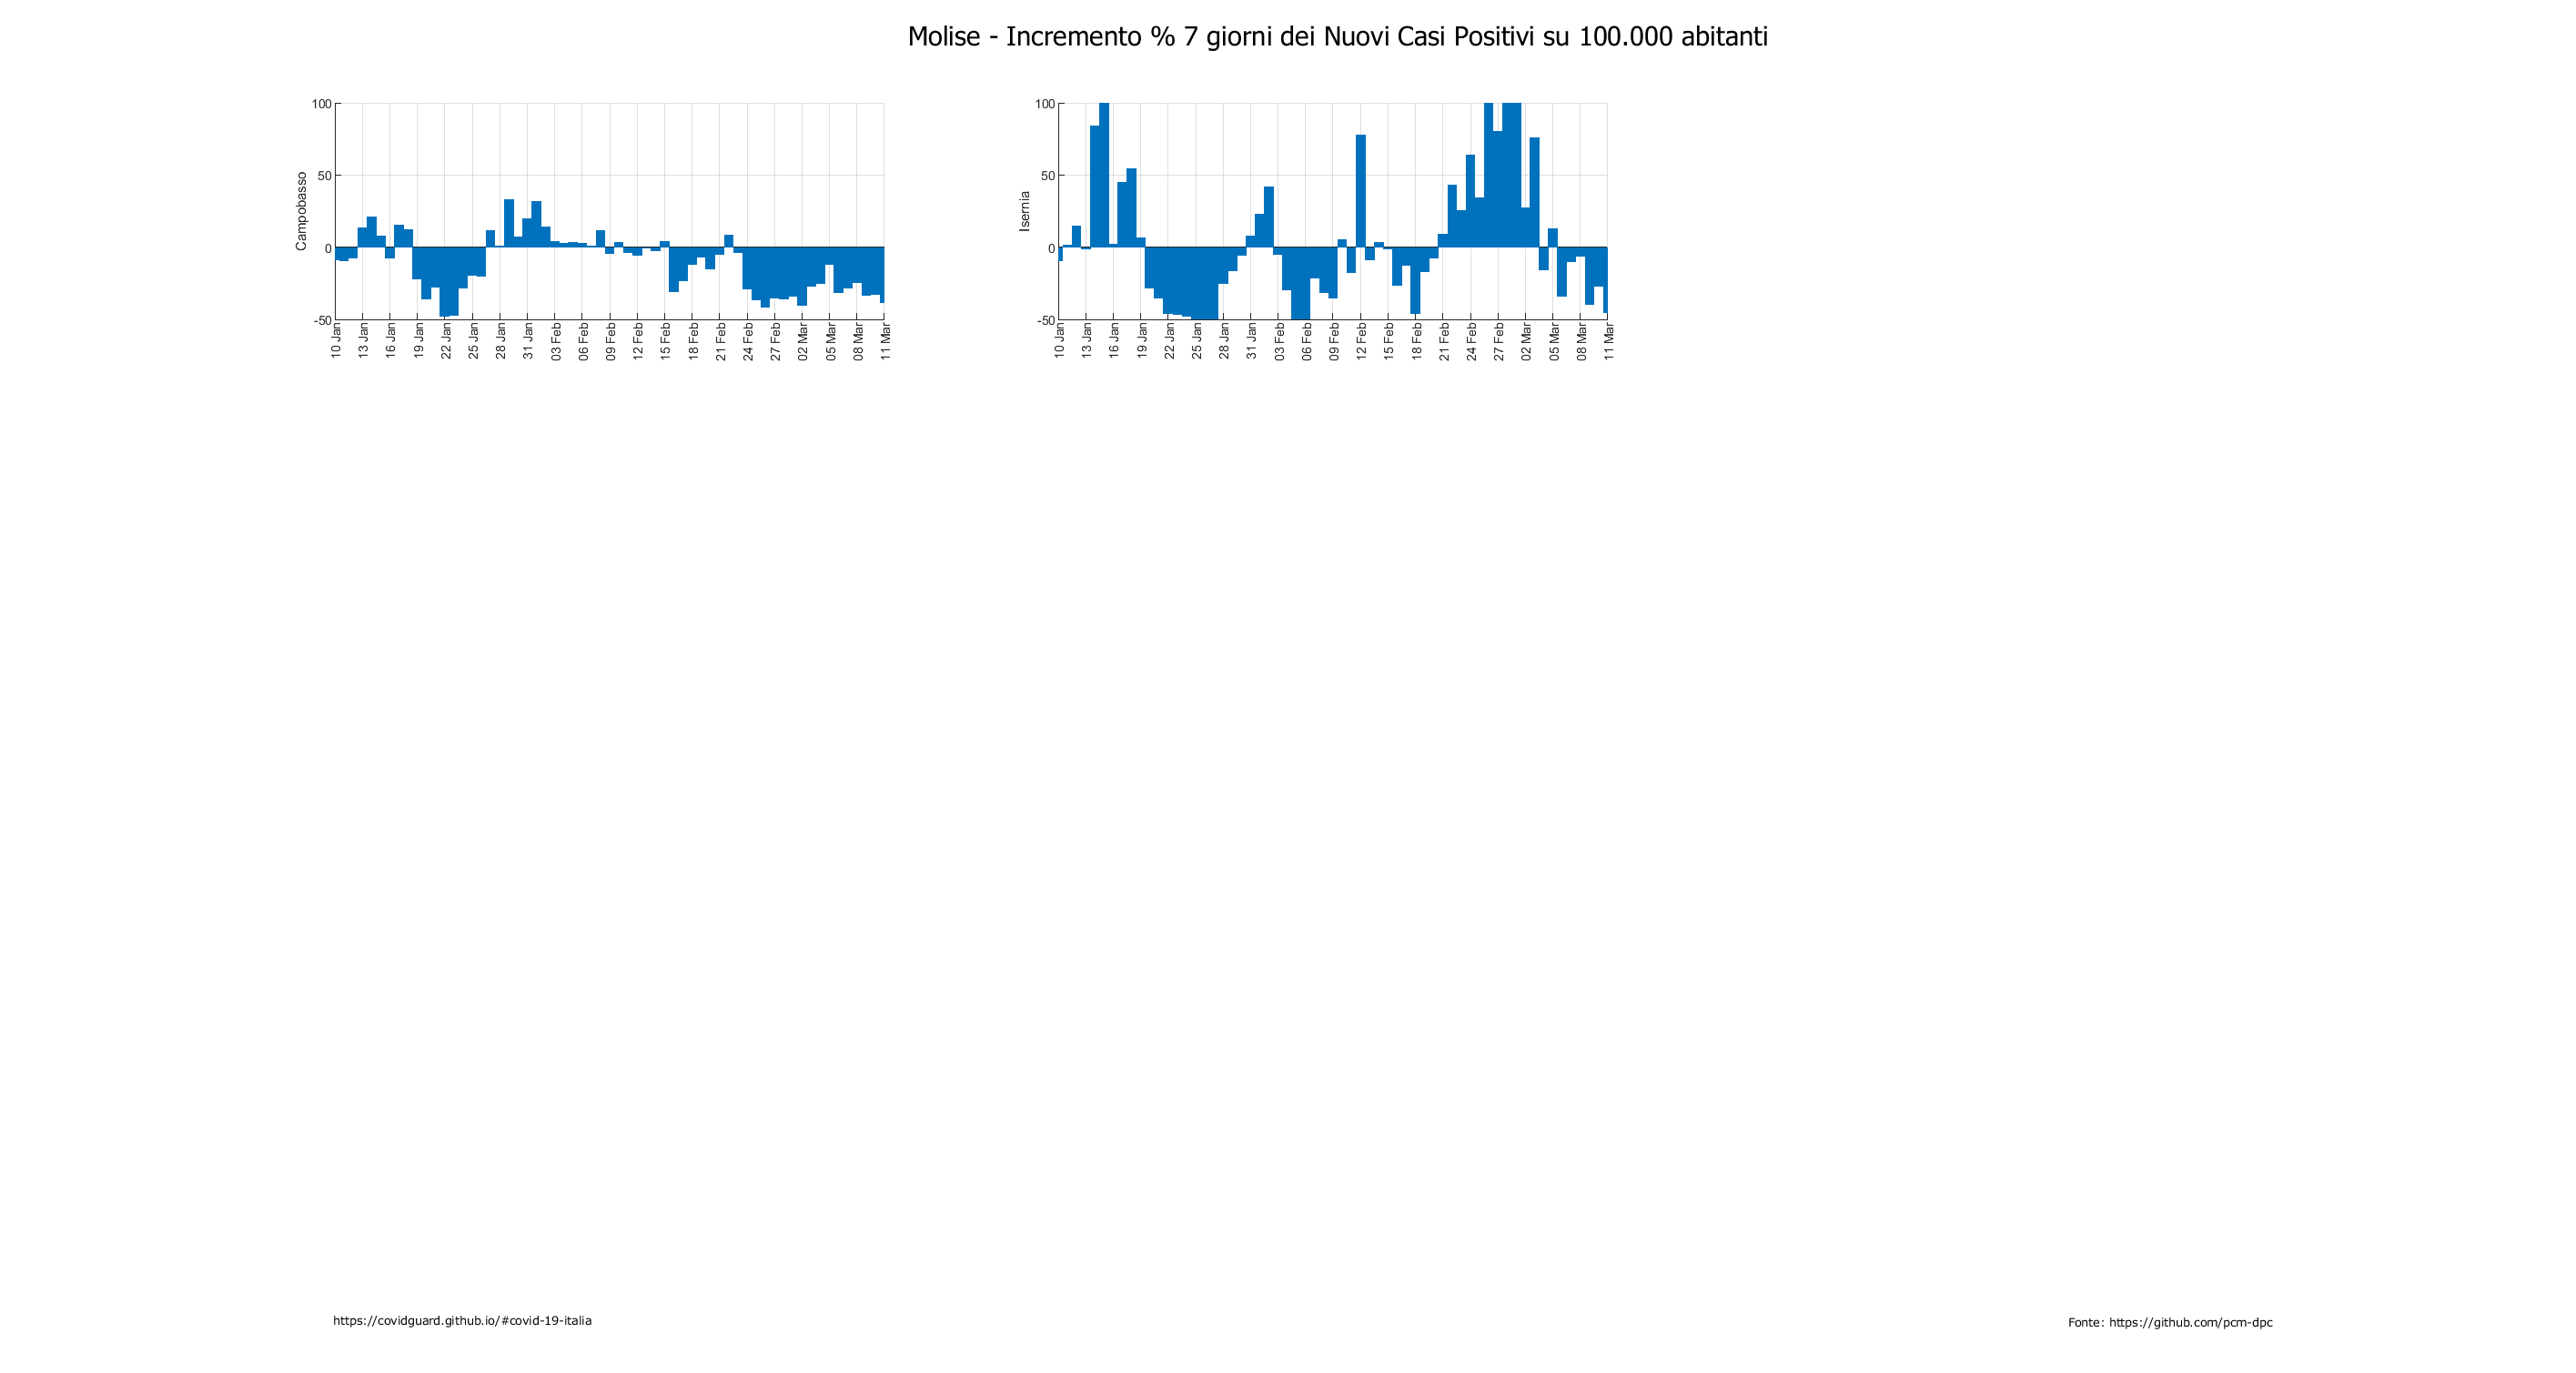 Molise - Incremento % 7 giorni dei Nuovi Casi Positivi su 100.000 abitanti
Campobasso
100
50
0
-50
10 Jan
13 Jan
16 Jan
19 Jan
22 Jan
25 Jan
28 Jan
31 Jan
03 Feb
06 Feb
09 Feb
12 Feb
15 Feb
18 Feb
21 Feb
24 Feb
27 Feb
02 Mar
05 Mar
08 Mar
11 Mar
Isernia
100
50
0
-50
10 Jan
13 Jan
16 Jan
19 Jan
22 Jan
25 Jan
28 Jan
31 Jan
03 Feb
06 Feb
09 Feb
12 Feb
15 Feb
18 Feb
21 Feb
24 Feb
27 Feb
02 Mar
05 Mar
08 Mar
11 Mar
https://covidguard.github.io/#covid-19-italia
Fonte: https://github.com/pcm-dpc